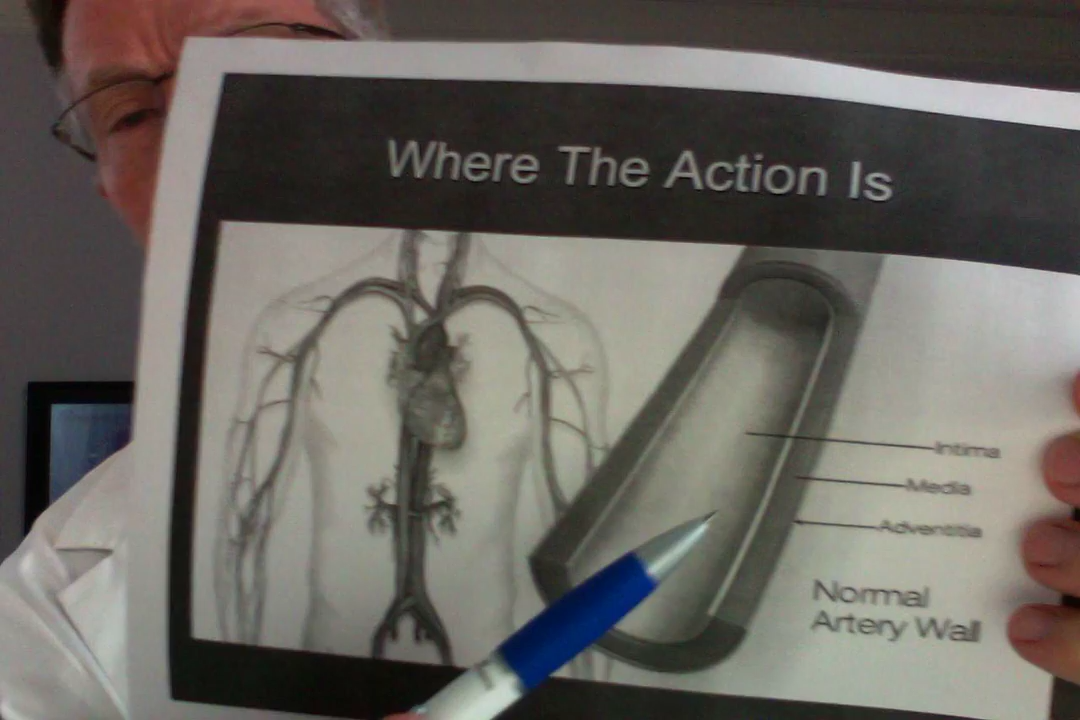 Where The Action Is
Intima
Media
Adventitia
Normal
Artery Wall